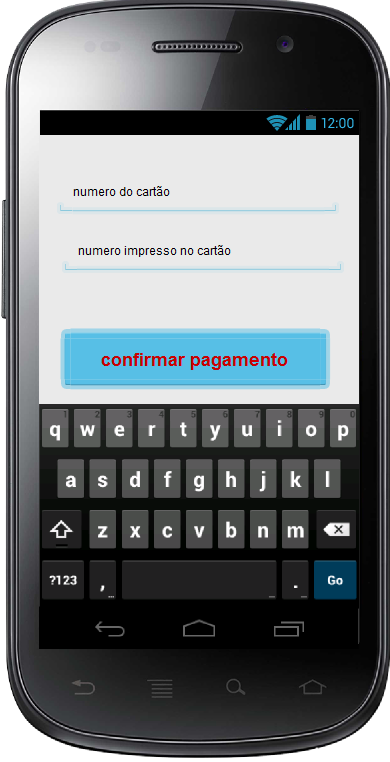 12:00
numero do cartão
numero impresso no cartão
confirmar pagamento
1 2 3 4 5 6 7 8 9 0
q w e r t y u i o p
a s d f g h j k l
z x c v b n m
?123 , ... . ... Go